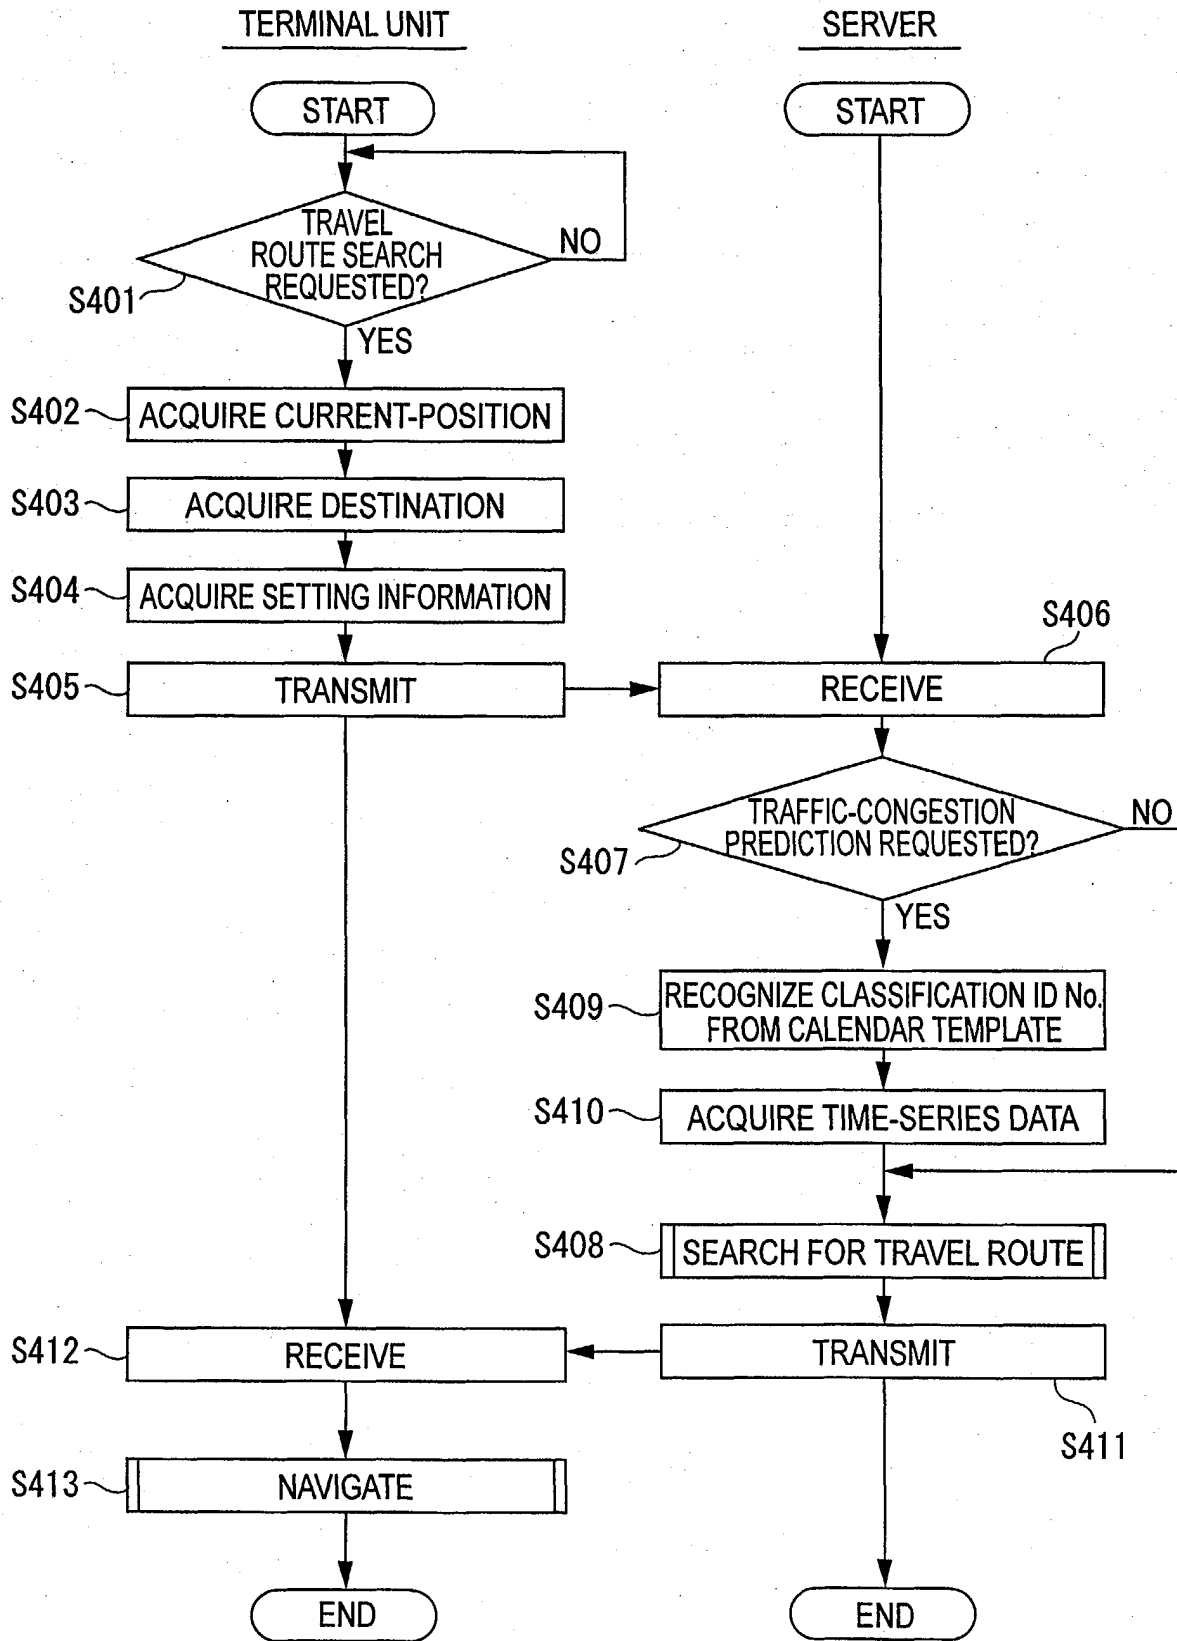 TERMINAL UNIT
SERVER
START
START
TRAVEL
ROUTE SEARCH
REQUESTED?
NO
S401
YES
S402
ACQUIRE CURRENT-POSITION
S403
ACQUIRE DESTINATION
S404
ACQUIRE SETTING INFORMATION
S406
S405
TRANSMIT
RECEIVE
TRAFFIC-CONGESTION
PREDICTION REQUESTED?
NO
S407
YES
S409
RECOGNIZE CLASSIFICATION ID No.
FROM CALENDAR TEMPLATE
S410
ACQUIRE TIME-SERIES DATA
S408
SEARCH FOR TRAVEL ROUTE
S412
RECEIVE
TRANSMIT
S411
S413
NAVIGATE
END
END